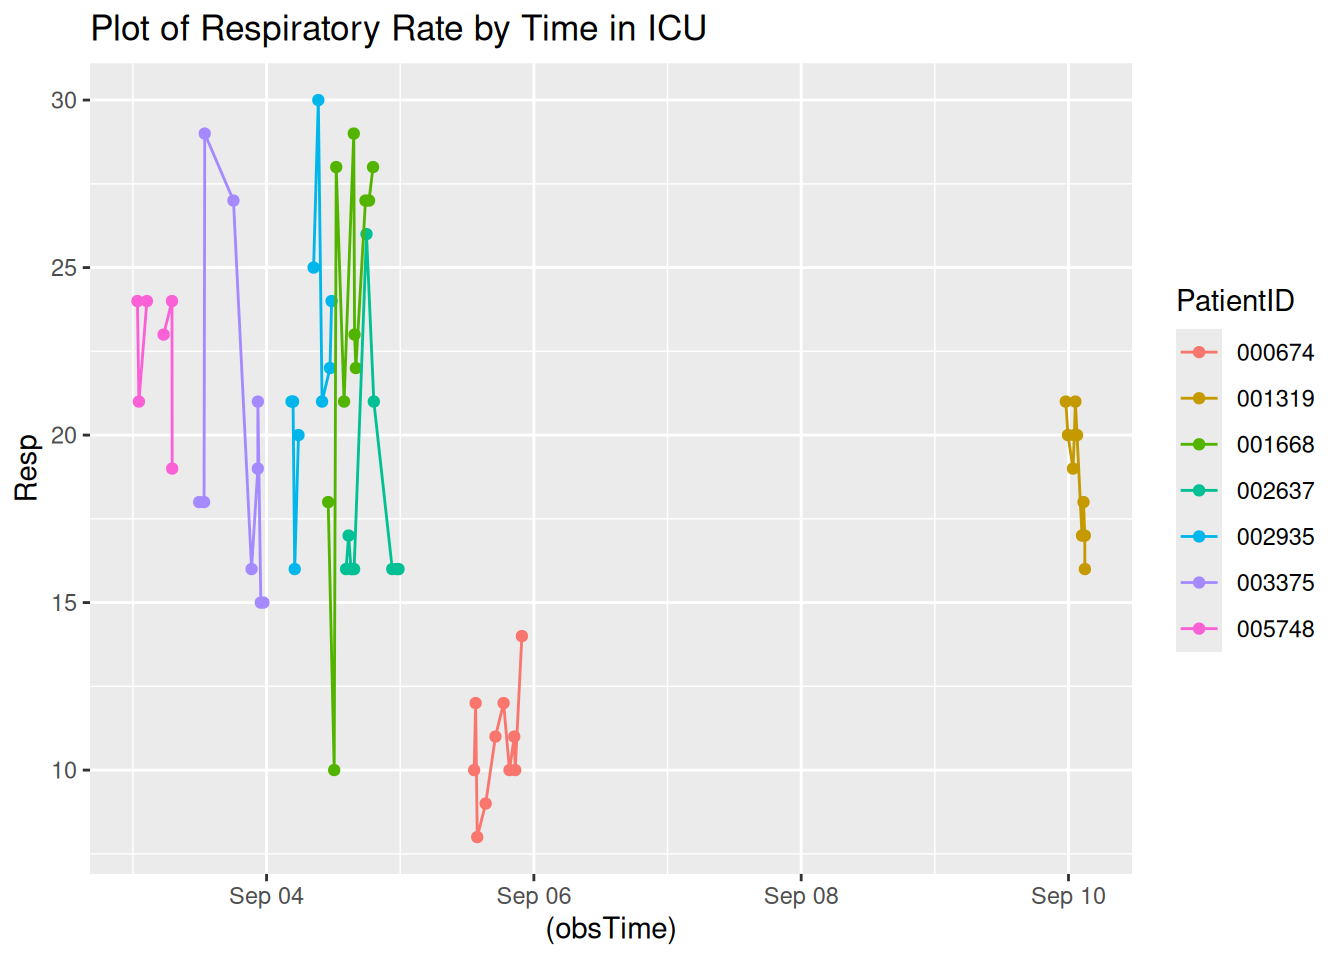 Plot of Respiratory Rate by Time in ICU
30
25
20
15
10
Resp
Sep 04
Sep 06
Sep 08
Sep 10
(obsTime)
PatientID
000674
001319
001668
002637
002935
003375
005748